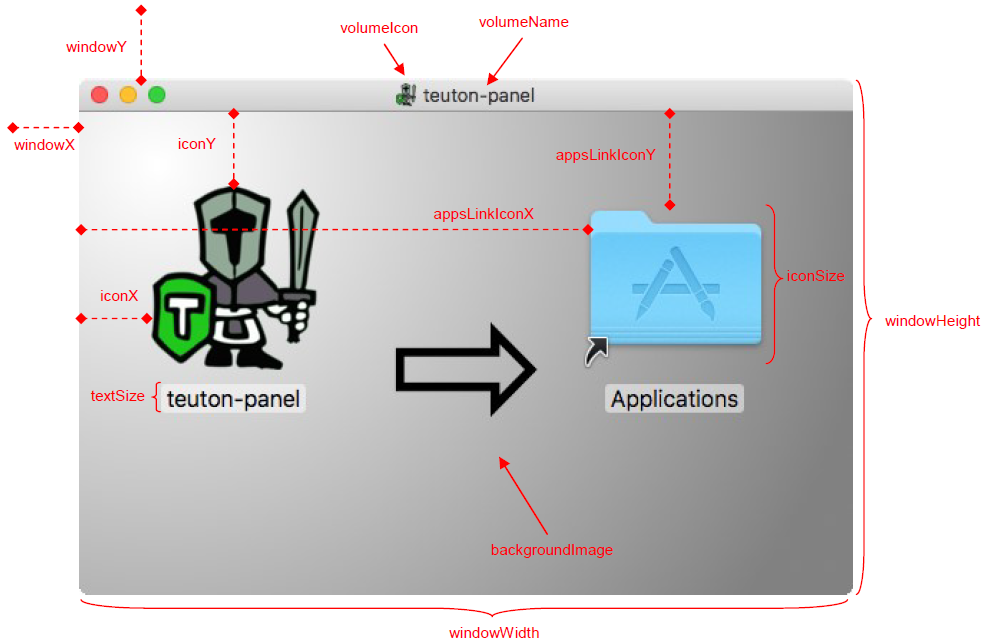 volumeIcon
volumeName
windowY
teuton-panel
windowX
iconY
appsLinkIconY
appsLinkIconX
iconSize
iconX
T
windowHeight
textSize
teuton-panel
Applications
backgroundImage
windowWidth